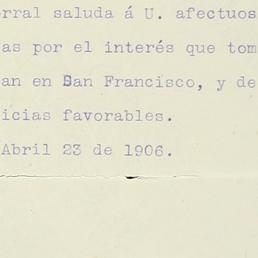 orral saluda á U. afectuos
as por el interés que tom
an en San Francisco, y de
icias favorables.
Abril 23 de 1906.